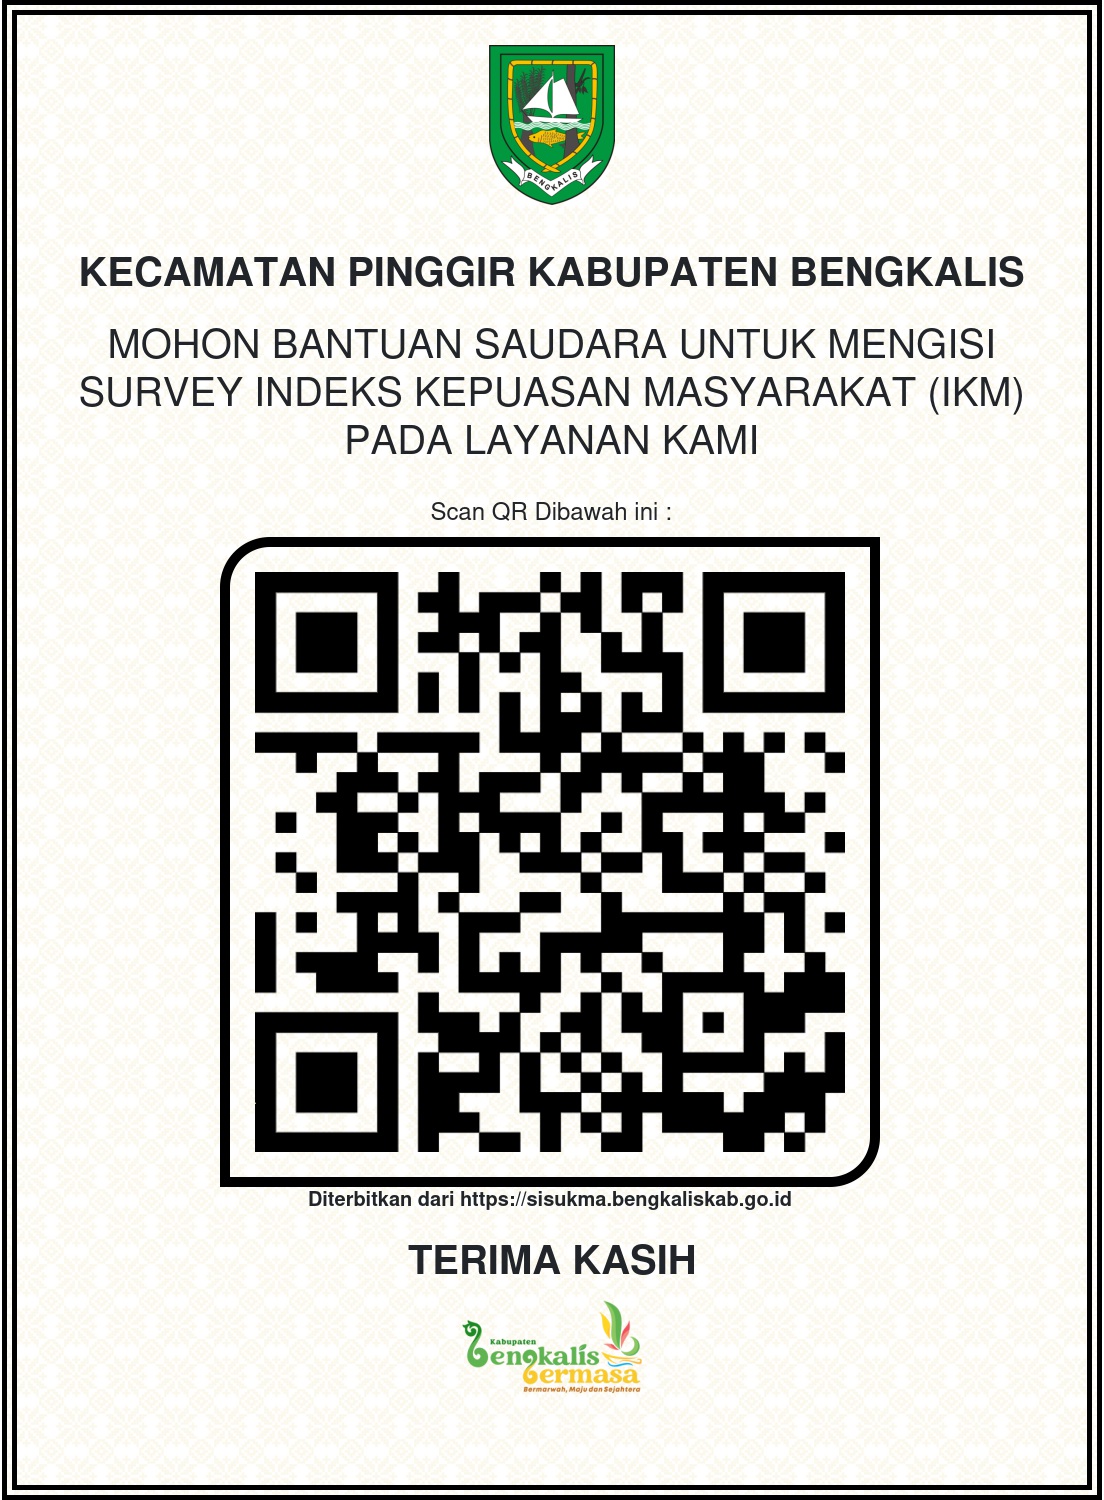 BENGKALIS
KECAMATAN PINGGIR KABUPATEN BENGKALIS
MOHON BANTUAN SAUDARA UNTUK MENGISI
SURVEY INDEKS KEPUASAN MASYARAKAT (IKM)
PADA LAYANAN KAMI
Scan QR Dibawah ini :
Diterbitkan dari https://sisukma.bengkaliskab.go.id
TERIMA KASIH
Kabupaten
Bengkalis
Bermasa
Bermarwah, Maju dan Sejahtera